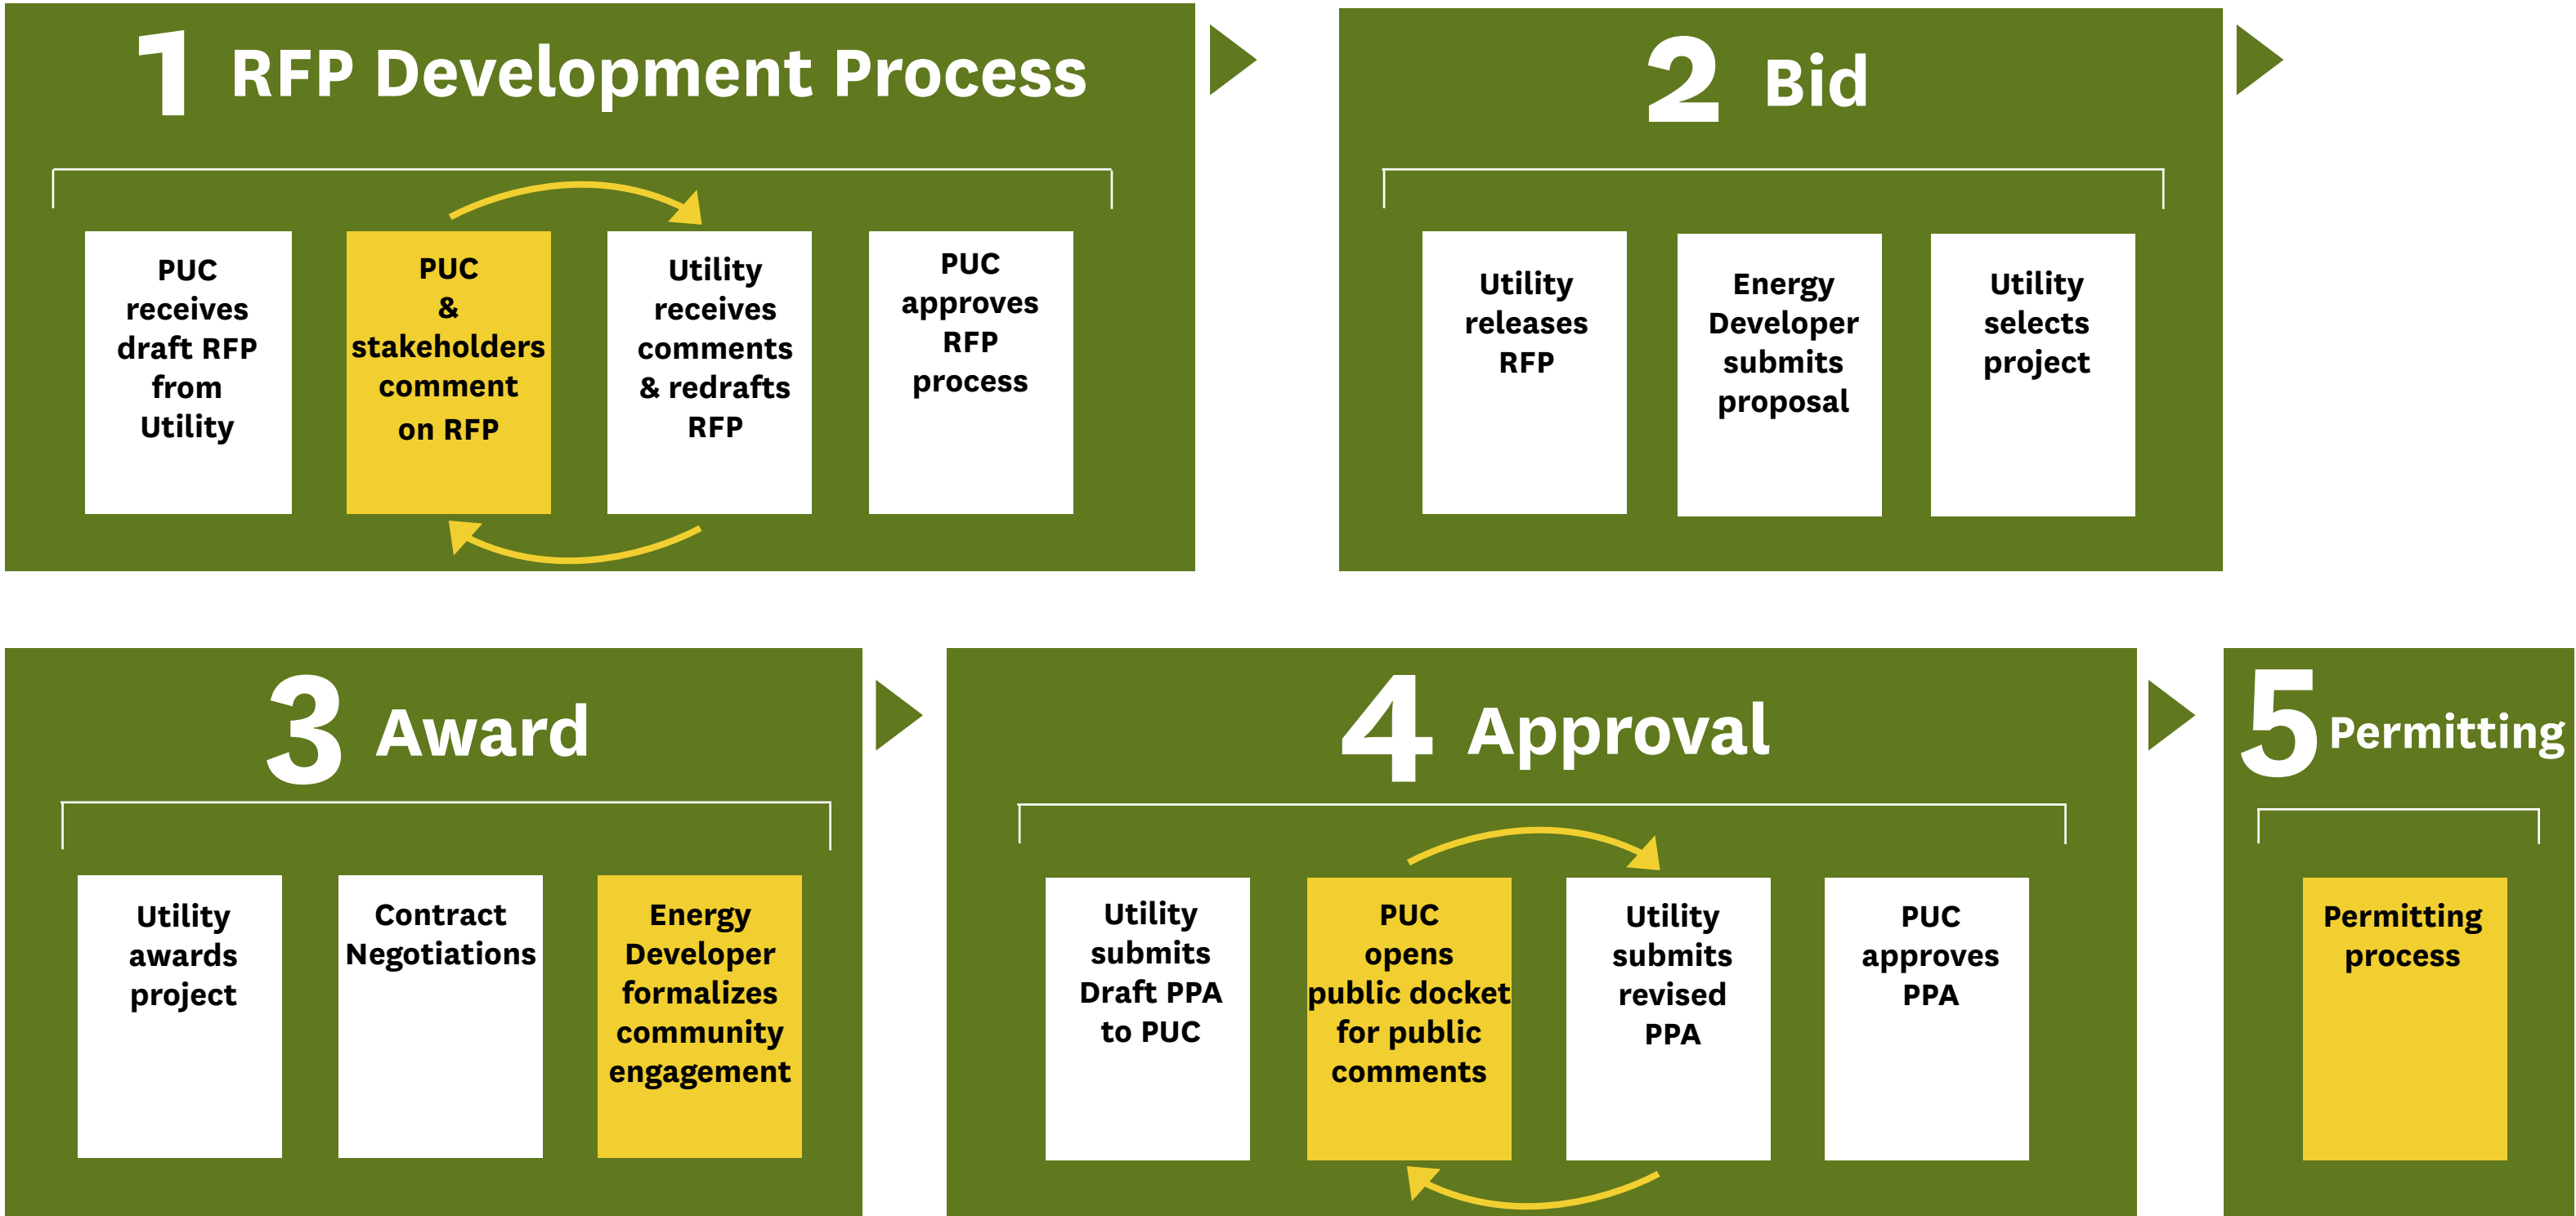 1 RFP Development Process
PUC
receives
draft RFP
from
Utility
PUC
&
stakeholders
comment
on RFP
Utility
receives
comments
& redrafts
RFP
PUC
approves
RFP
process
2 Bid
Utility
releases
RFP
Energy
Developer
submits
proposal
Utility
selects
project
3 Award
Utility
awards
project
Contract
Negotiations
Energy
Developer
formalizes
community
engagement
4 Approval
Utility
submits
Draft PPA
to PUC
PUC
opens
public docket
for public
comments
Utility
submits
revised
PPA
PUC
approves
PPA
5 Permitting
Permitting
process